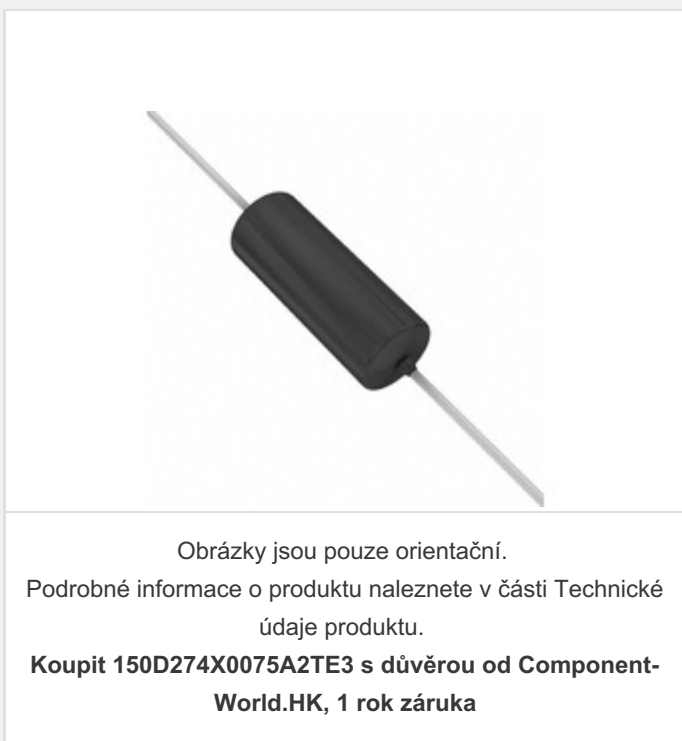 Obrázky jsou pouze orientační.
Podrobné informace o produktu naleznete v části Technické
údaje produktu.
Koupit 150D274X0075A2TE3 s důvěrou od Component-
World.HK, 1 rok záruka